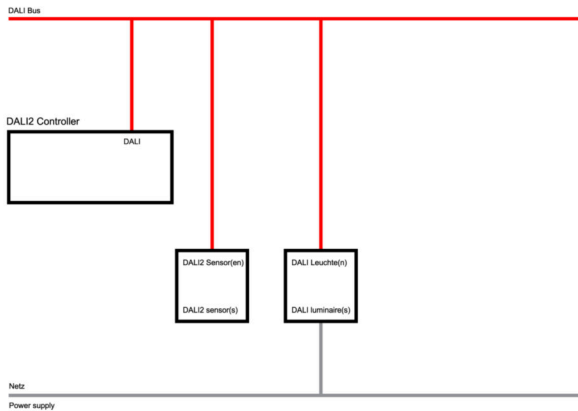 DALI Bus
DALI2 Controller
DALI
DALI2 Sensor(en)
DALI2 sensor(s)
DALI Leuchte(n)
DALI luminaire(s)
Netz
Power supply